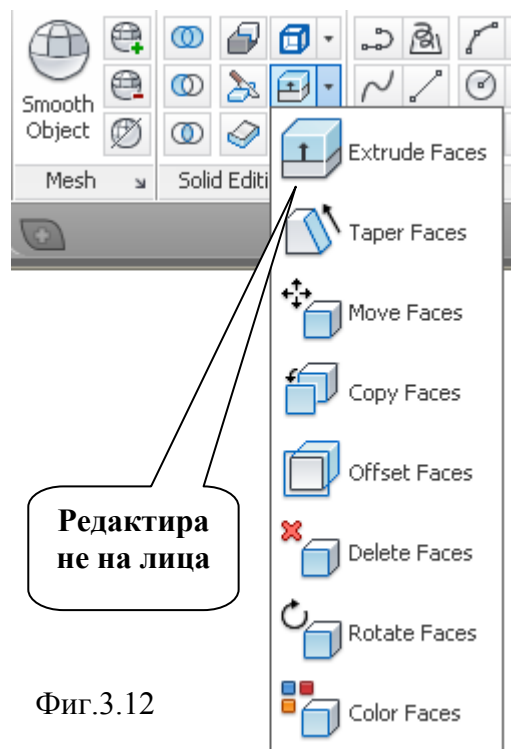 Smooth
Object
Mesh
Solid Editi
Extrude Faces
Taper Faces
Move Faces
Copy Faces
Offset Faces
Delete Faces
Rotate Faces
Color Faces
Редактира
не на лица
Фиг.3.12